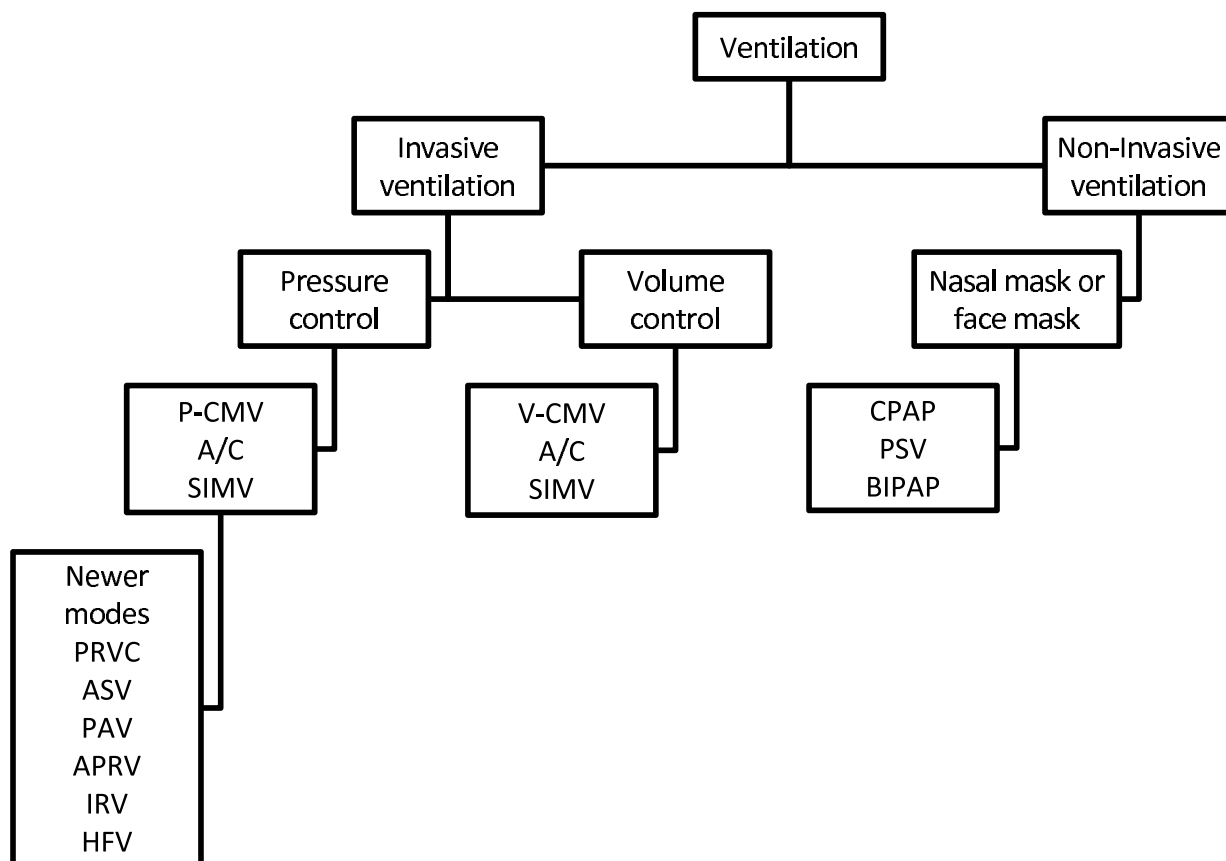 Ventilation
Invasive
ventilation
Non-Invasive
ventilation
Pressure
control
Volume
control
Nasal mask or
face mask
P-CMV
A/C
SIMV
V-CMV
A/C
SIMV
CPAP
PSV
BIPAP
Newer
modes
PRVC
ASV
PAV
APRV
IRV
HFV